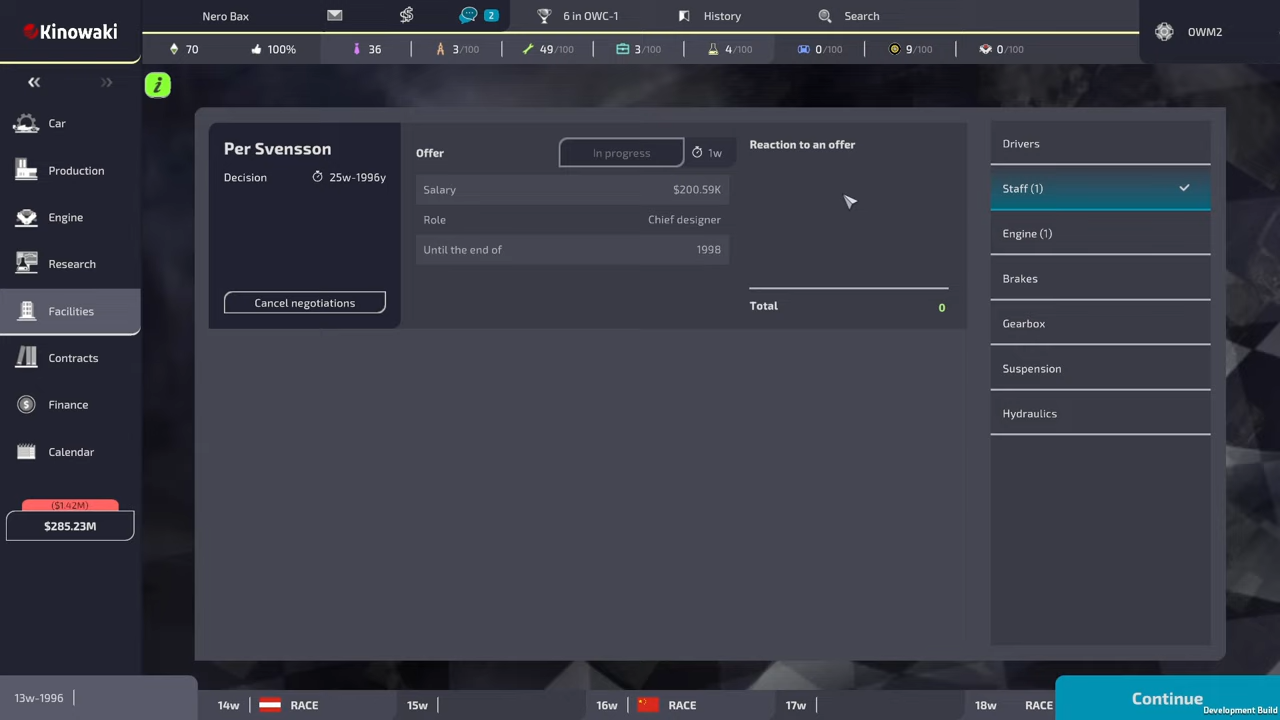 Kinowaki
Nero Bax
2
6 in OWC-1
History
Search
OWM2
70
100%
36
3/100
49/100
3/100
4/100
0/100
9/100
0/100
i
Car
Production
Engine
Research
Facilities
Contracts
Finance
Calendar
($1.42M)
$285.23M
Per Svensson
Decision 25w-1996y
Cancel negotiations
Offer In progress 1w
Salary $200.59K
Role Chief designer
Until the end of 1998
Reaction to an offer
Total 0
Drivers
Staff (1)
Engine (1)
Brakes
Gearbox
Suspension
Hydraulics
13w-1996
14w RACE 15w 16w RACE 17w 18w RACE
Continue
Development Build